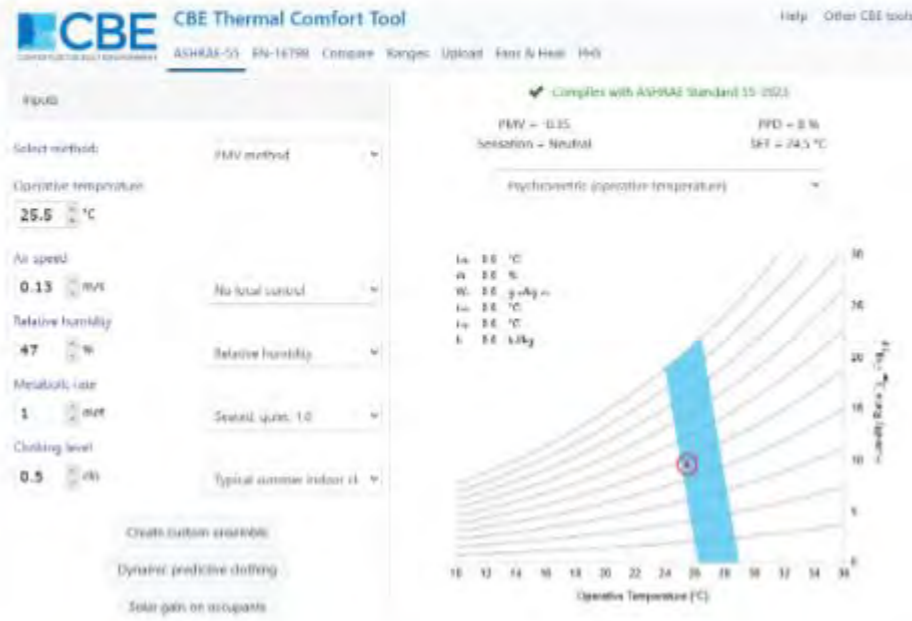 CBE
CBE Thermal Comfort Tool
Help Other CBE tools
ASHRAE-55 EN-16798 Compare Ranges Upload Fans & Heat PHS
Inputs
Complies with ASHRAE Standard 55-2023
Select method:
PMV method
PPD = 8 %
Sensation = Neutral
SET = 24.5 °C
Psychrometric (operative temperature)
Operative temperature
25.5 °C
Air speed
0.13 m/s
No local control
Relative humidity
47 %
Relative humidity
Metabolic rate
1 met
Seated, quiet: 1.0
Clothing level
0.5 clo
Typical summer indoor cl
Create custom ensemble
Dynamic predictive clothing
Solar gain on occupants
30
25
20
15
10
5
10 12 14 16 18 20 22 24 26 28 30 32 34 36
Operative Temperature [°C]